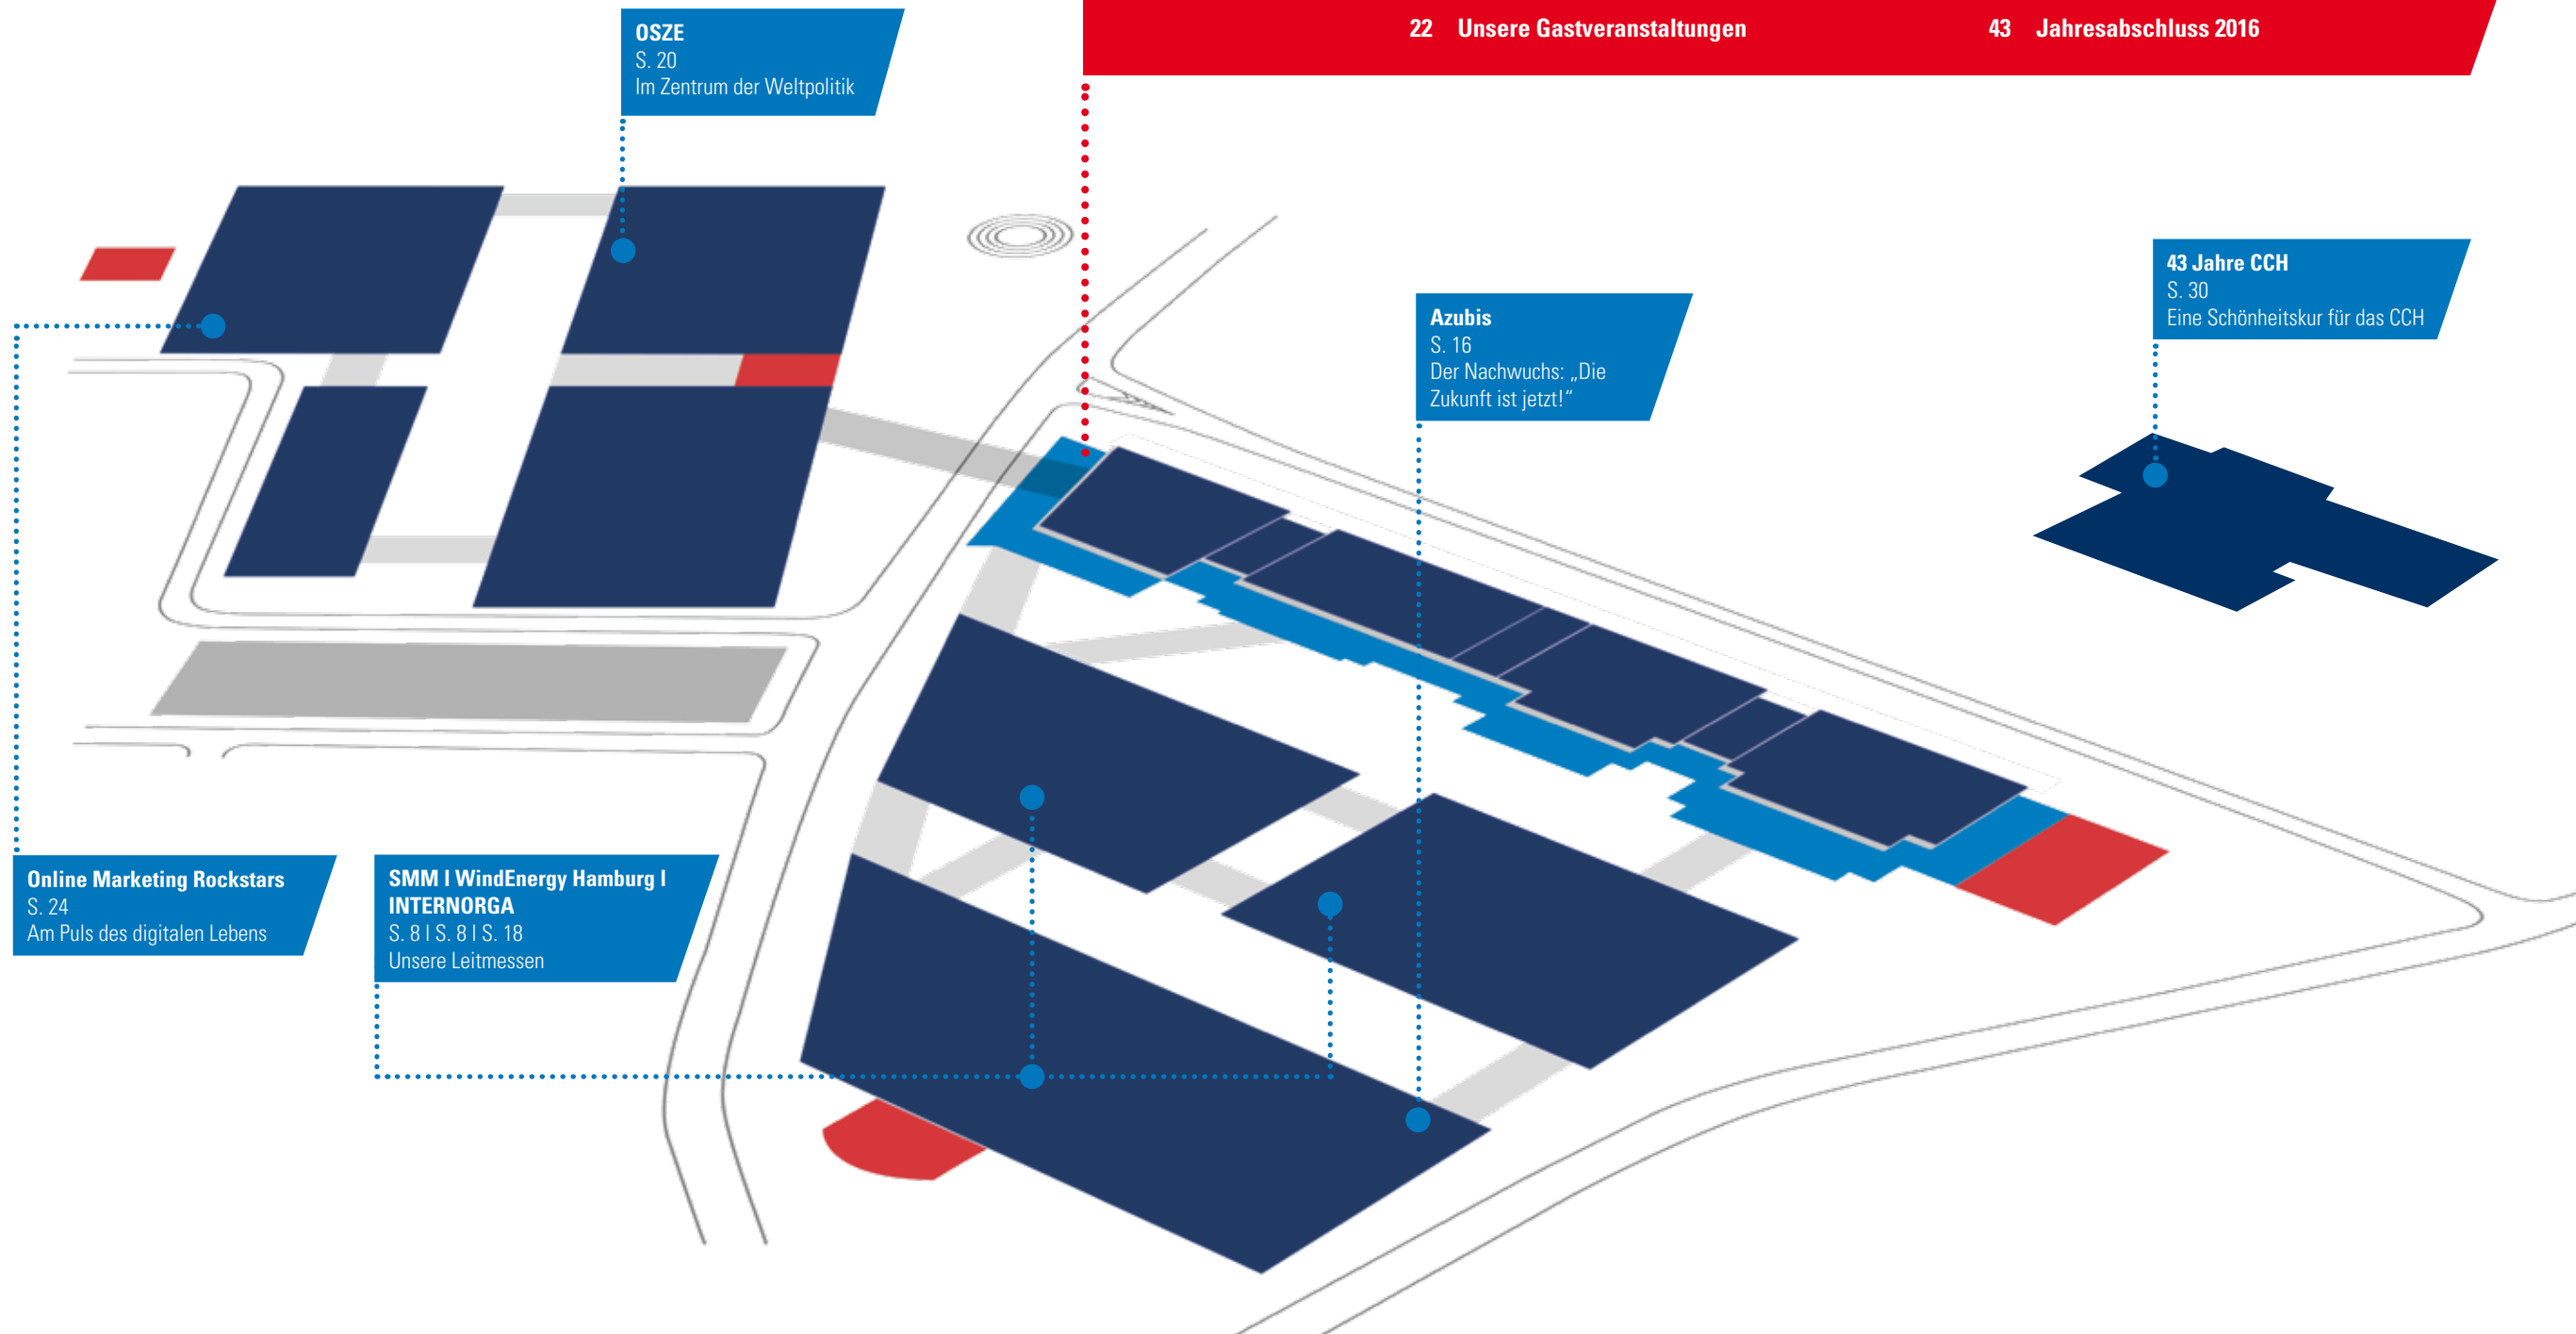 22 Unsere Gastveranstaltungen
43 Jahresabschluss 2016
OSZE
S. 20
Im Zentrum der Weltpolitik
43 Jahre CCH
S. 30
Eine Schönheitskur für das CCH
Azubis
S. 16
Der Nachwuchs: „Die
Zukunft ist jetzt!“
Online Marketing Rockstars
S. 24
Am Puls des digitalen Lebens
SMM I WindEnergy Hamburg I
INTERNORGA
S. 8 I S. 8 I S. 18
Unsere Leitmessen